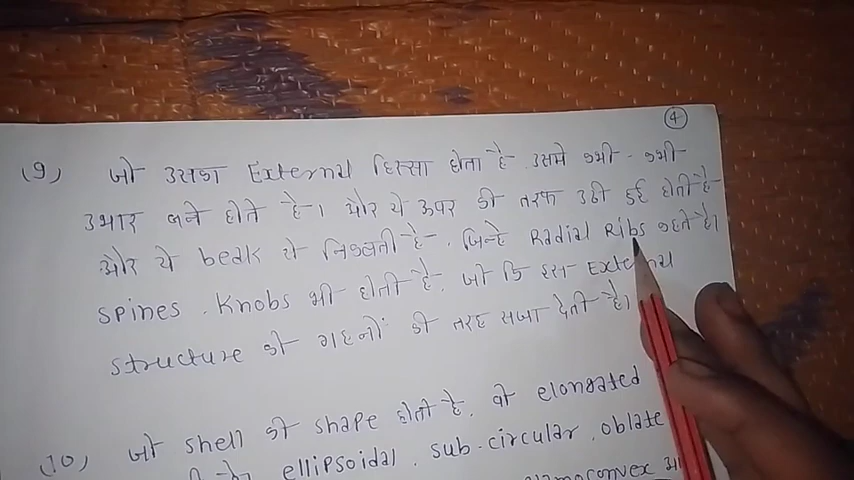 4
(9) जो उसका External हिस्सा होता है उसमे कभी - कभी
उभार बने होते है। और ये ऊपर की तरफ उठी हुई होती है
और ये beak से निकलती है. जिन्हे Radial Ribs कहते है।
spines . Knobs भी होती है. जो कि इस External
structure को गहनों की तरह सजा देती है।
(10) जो shell की shape होती है. वो elongated
ellipsoidal . sub-circular . oblate